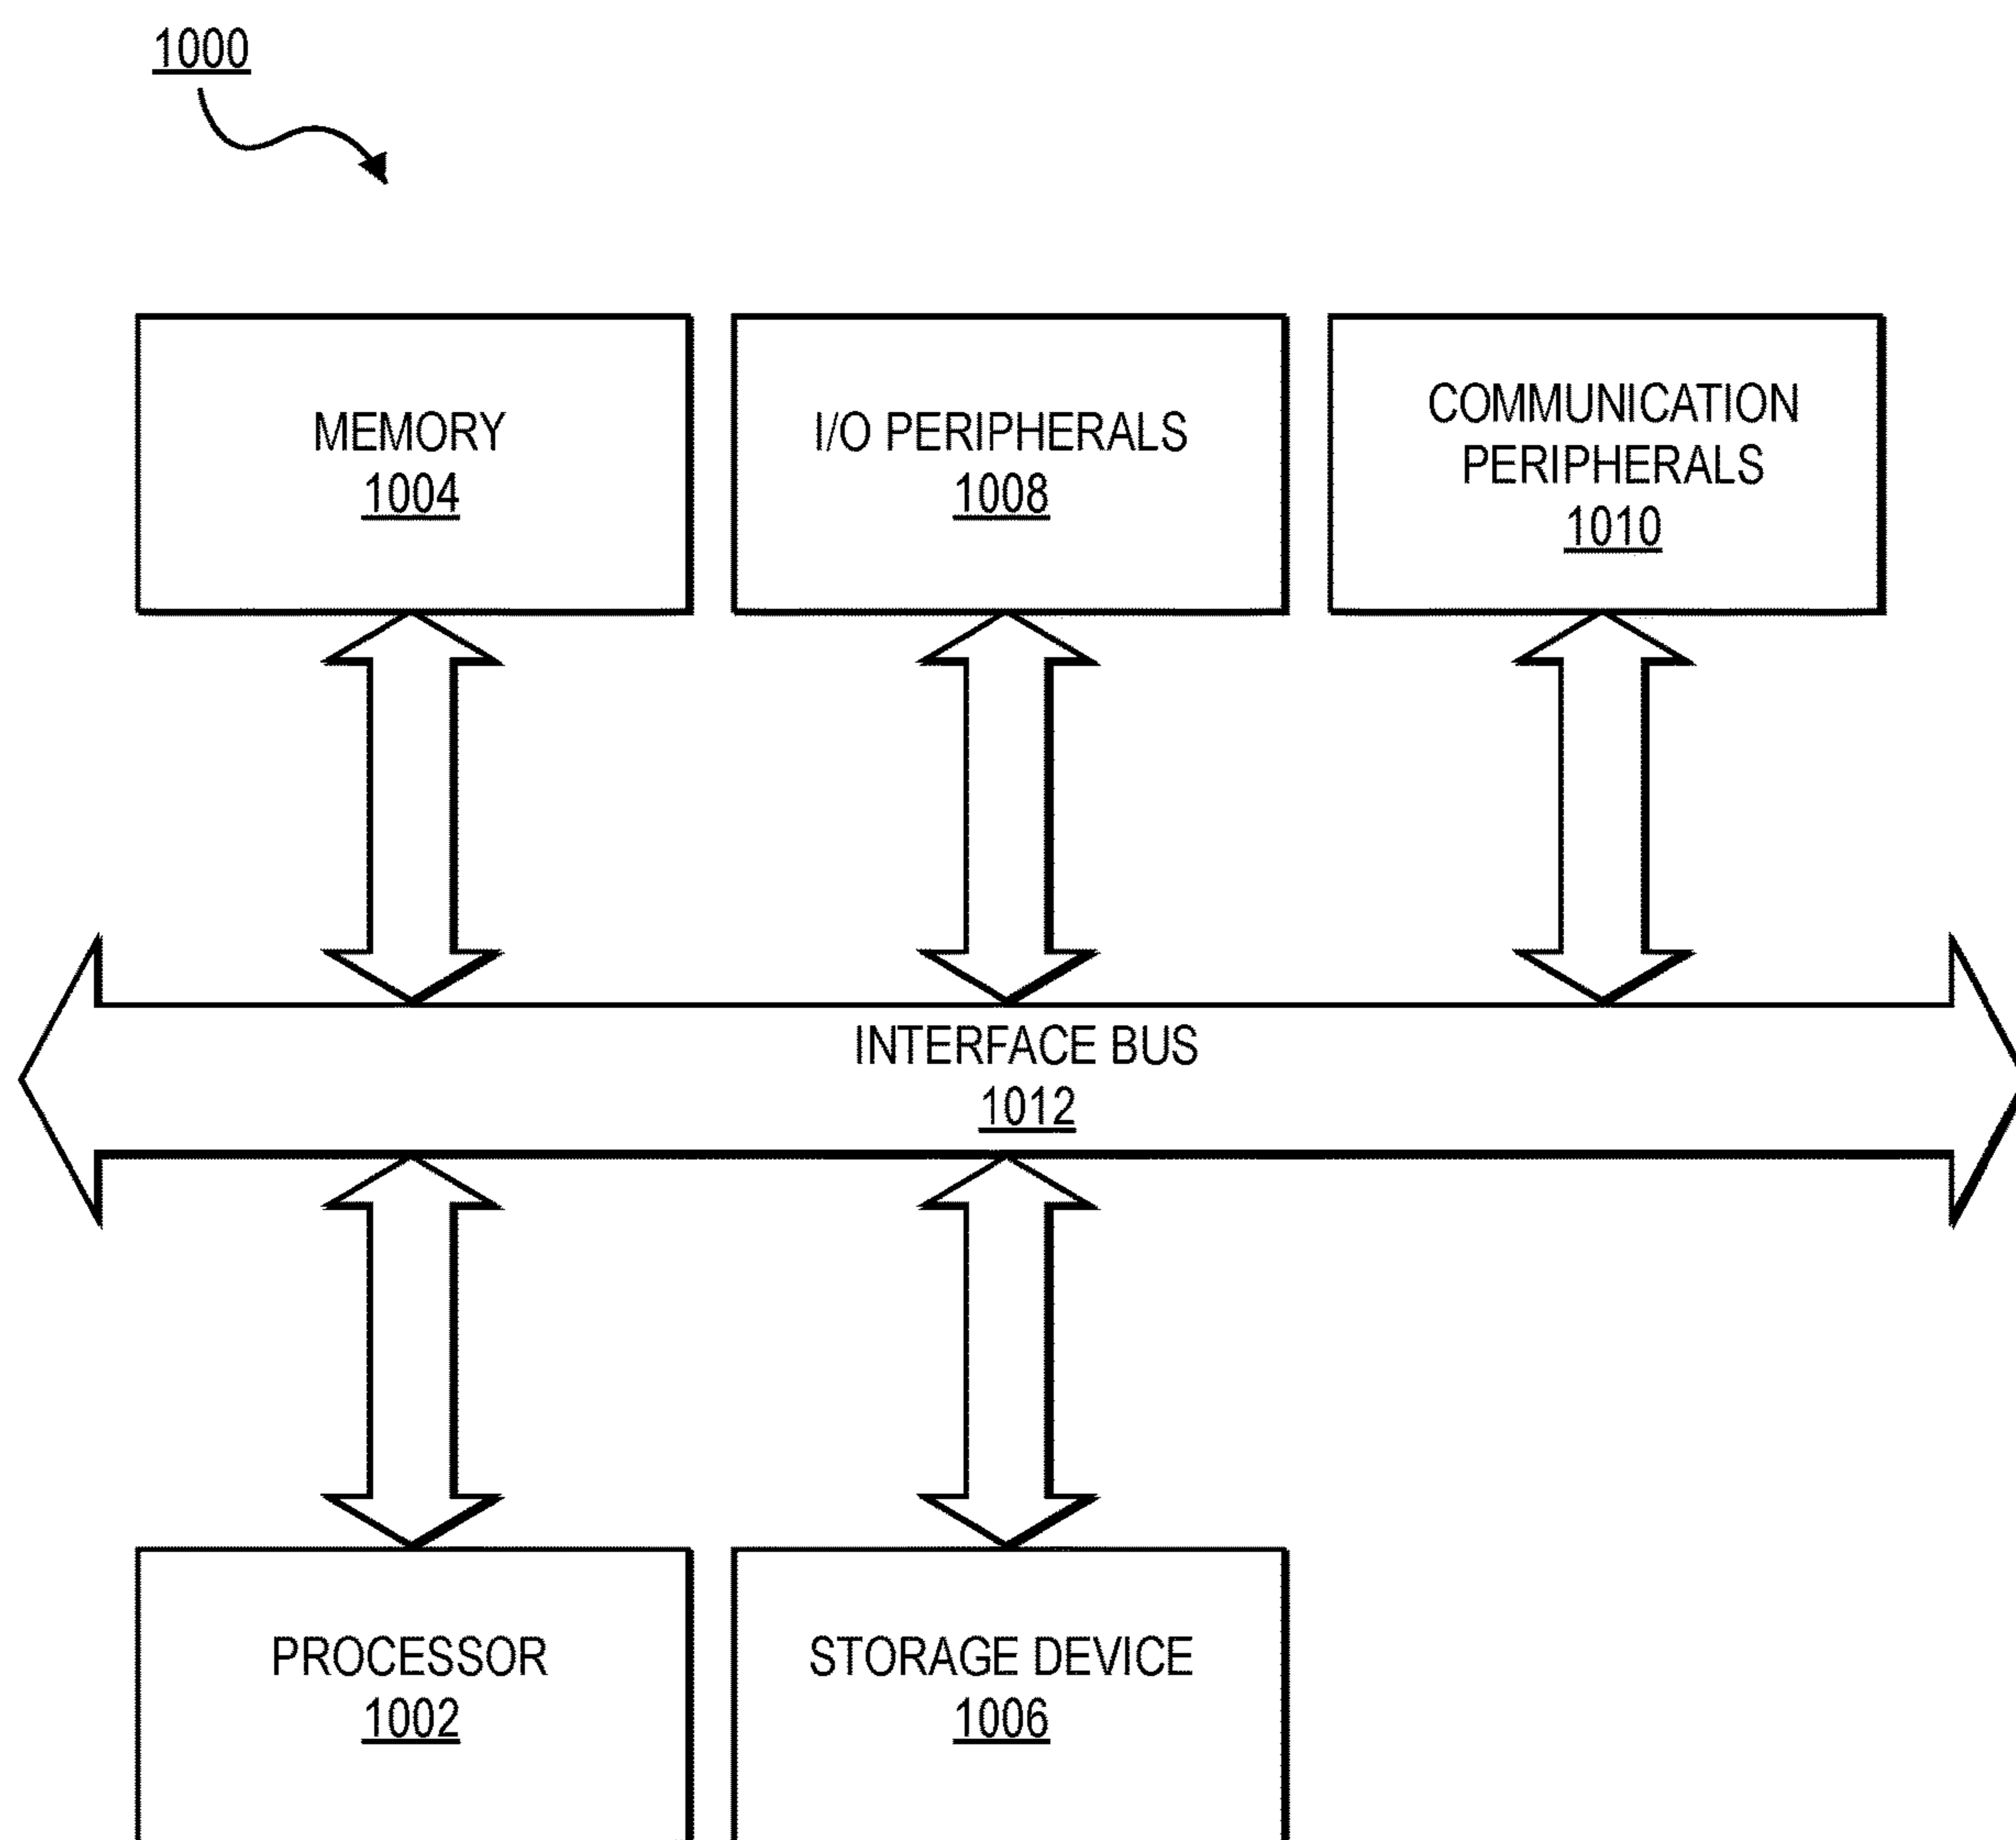 1000
MEMORY
1004
I/O PERIPHERALS
1008
COMMUNICATION
PERIPHERALS
1010
INTERFACE BUS
1012
PROCESSOR
1002
STORAGE DEVICE
1006